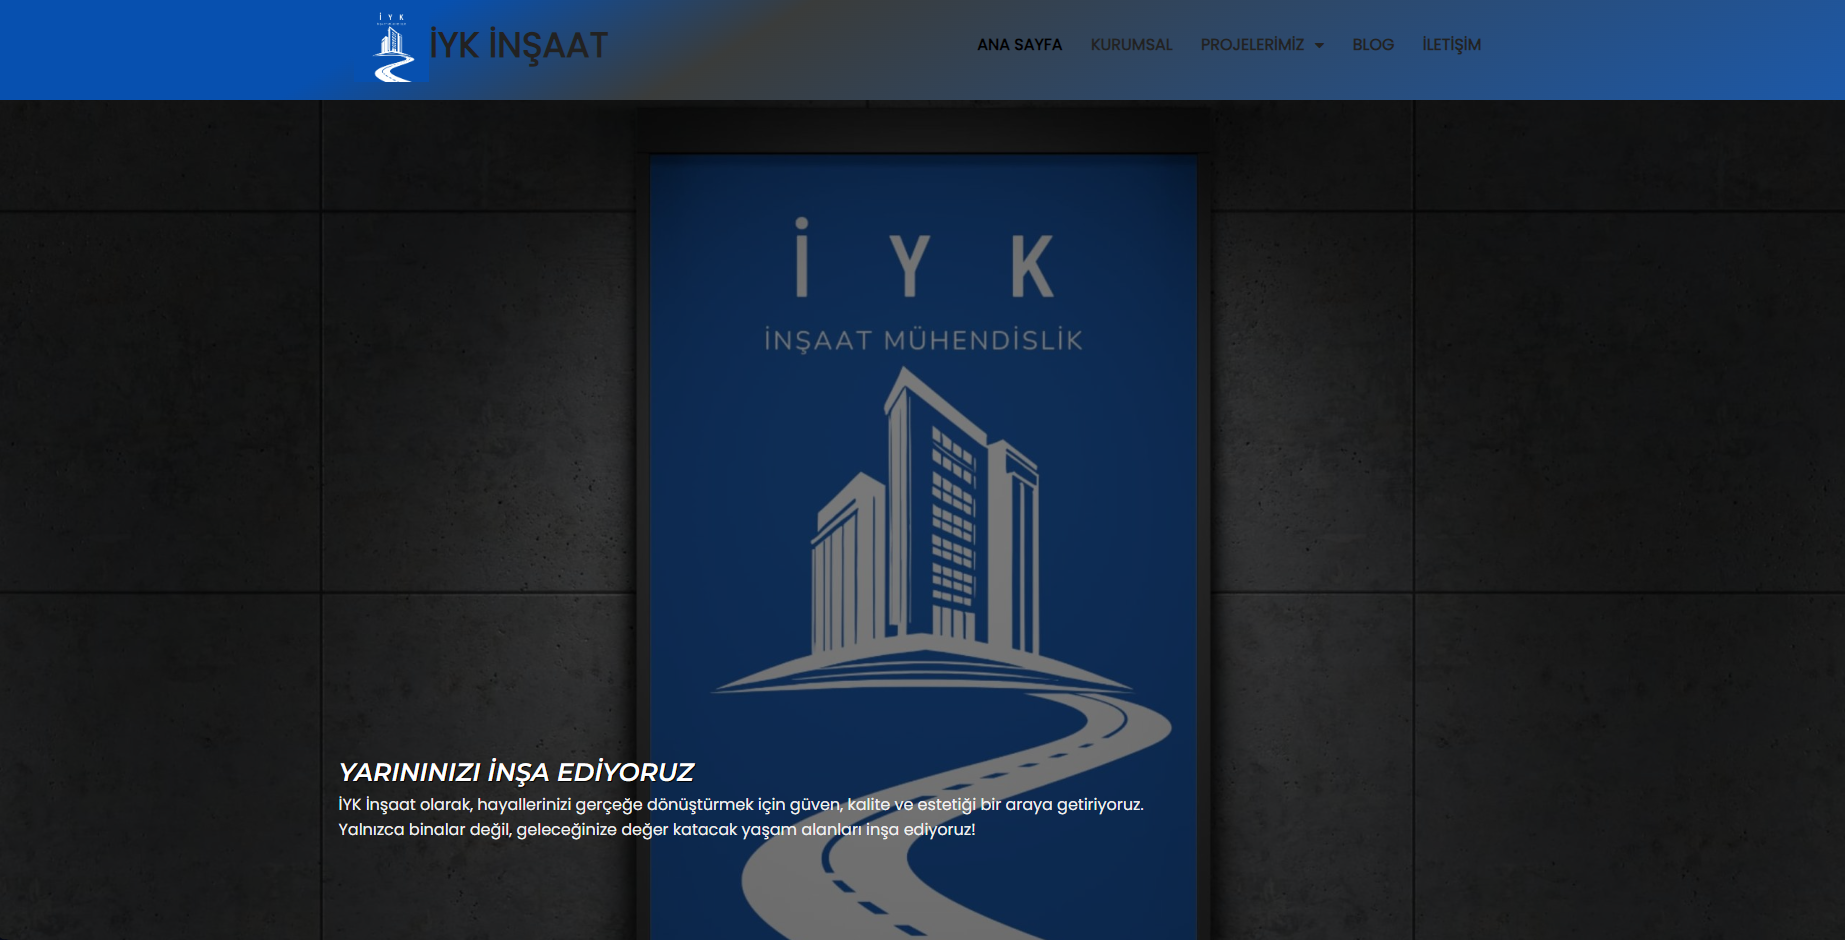 İ Y K
İYK İNŞAAT
ANA SAYFA KURUMSAL PROJELERİMİZ BLOG İLETİŞİM
İ Y K
İNŞAAT MÜHENDİSLİK
YARININIZI İNŞA EDİYORUZ
İYK İnşaat olarak, hayallerinizi gerçeğe dönüştürmek için güven, kalite ve estetiği bir araya getiriyoruz.
Yalnızca binalar değil, geleceğinize değer katacak yaşam alanları inşa ediyoruz!